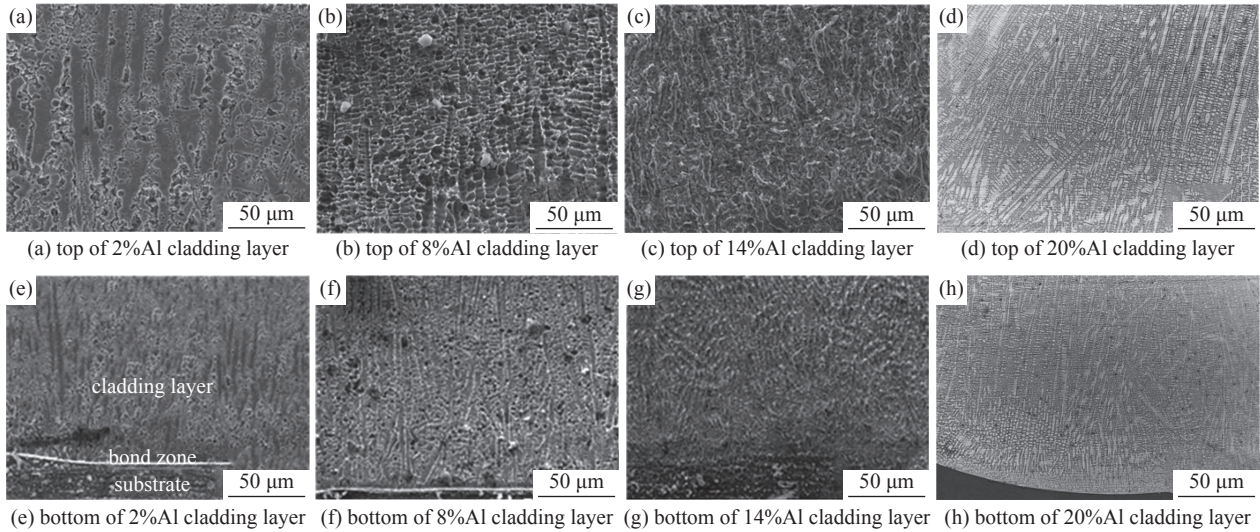 (a)
(b)
(c)
(d)
50 μm
50 μm
50 μm
50 μm
(a) top of 2%Al cladding layer
(b) top of 8%Al cladding layer
(c) top of 14%Al cladding layer
(d) top of 20%Al cladding layer
(e)
(f)
(g)
(h)
cladding layer
bond zone
substrate
50 μm
50 μm
50 μm
50 μm
(e) bottom of 2%Al cladding layer
(f) bottom of 8%Al cladding layer
(g) bottom of 14%Al cladding layer
(h) bottom of 20%Al cladding layer